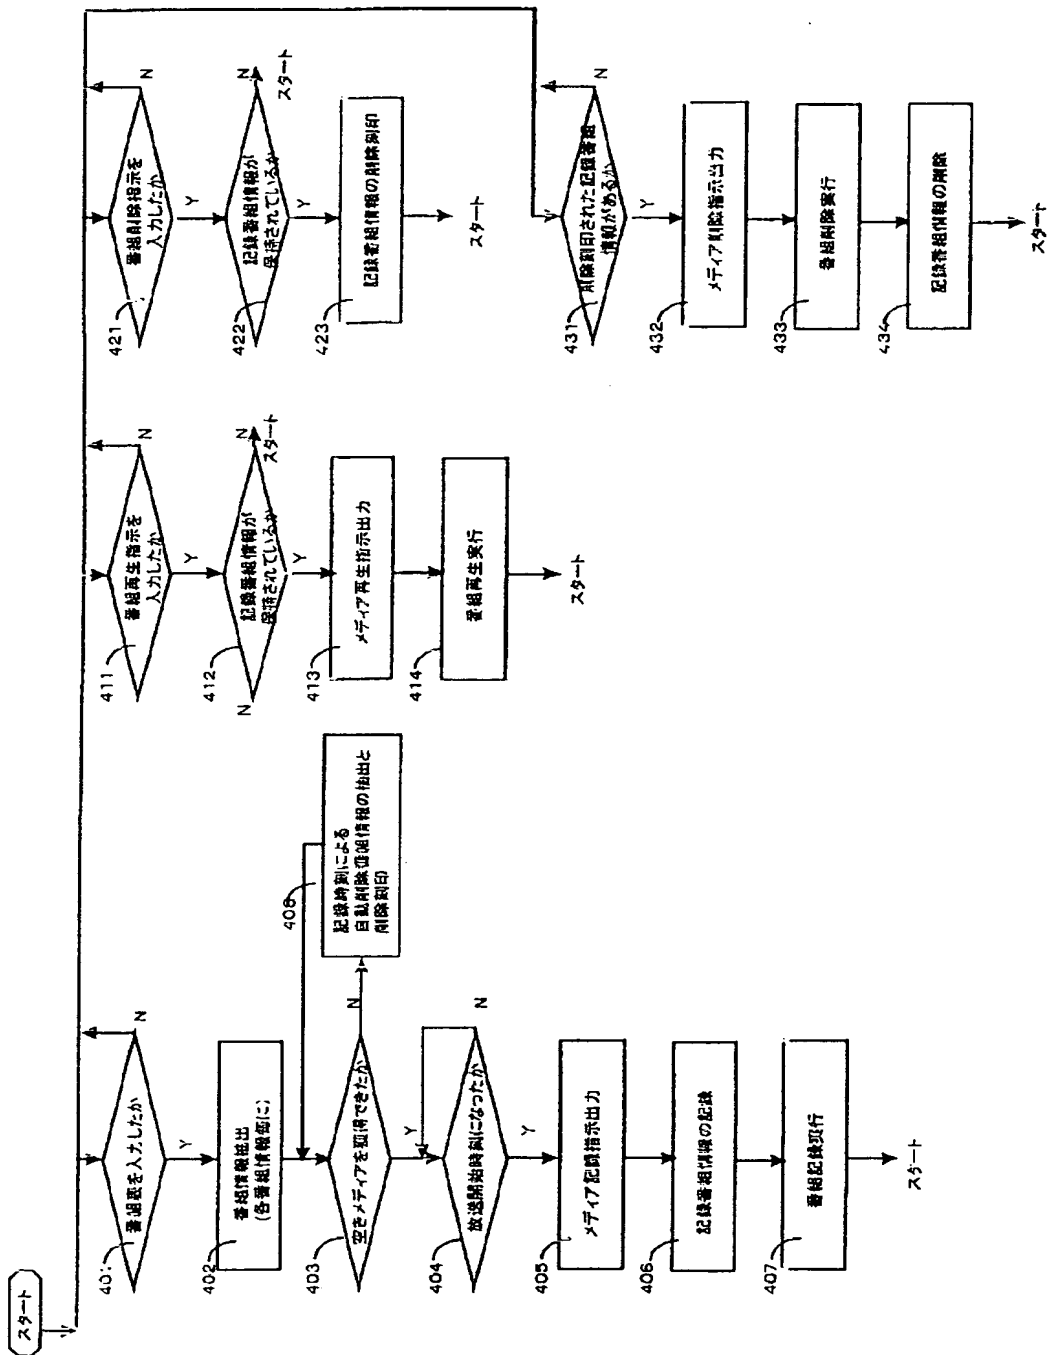 スタート
401
番組表を入力したか
N
Y
402
番組情報抽出
(各番組情報毎に)
403
空きメディアを獲得できたか
N
Y
408
記録時刻による
自動削除番組情報の抽出と
削除刻印
404
放送開始時刻になったか
N
Y
405
メディア記録指示出力
406
記録番組情報の記録
407
番組記録実行
スタート
411
番組再生指示を
入力したか
N
Y
412
記録番組情報が
保持されているか
N
N
スタート
Y
413
メディア再生指示出力
414
番組再生実行
スタート
421
番組削除指示を
入力したか
N
Y
422
記録番組情報が
保持されているか
N
スタート
Y
423
記録番組情報の削除刻印
スタート
431
削除刻印された記録番組
情報があるか
N
Y
432
メディア削除指示出力
433
番組削除実行
434
記録番組情報の削除
スタート